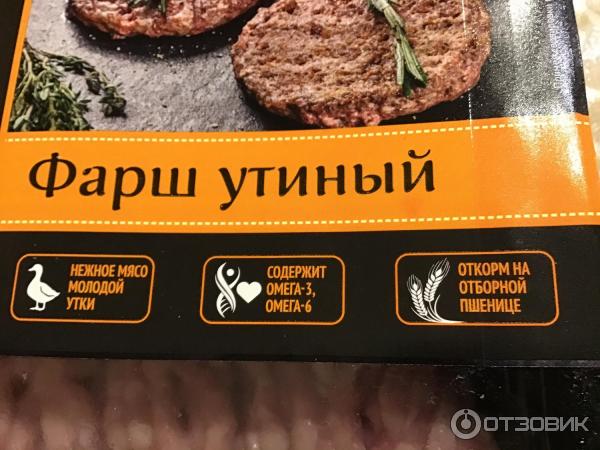 Фарш утиный
НЕЖНОЕ МЯСО
МОЛОДОЙ
УТКИ
СОДЕРЖИТ
ОМЕГА-3,
ОМЕГА-6
ОТКОРМ НА
ОТБОРНОЙ
ПШЕНИЦЕ
ОТЗОВИК